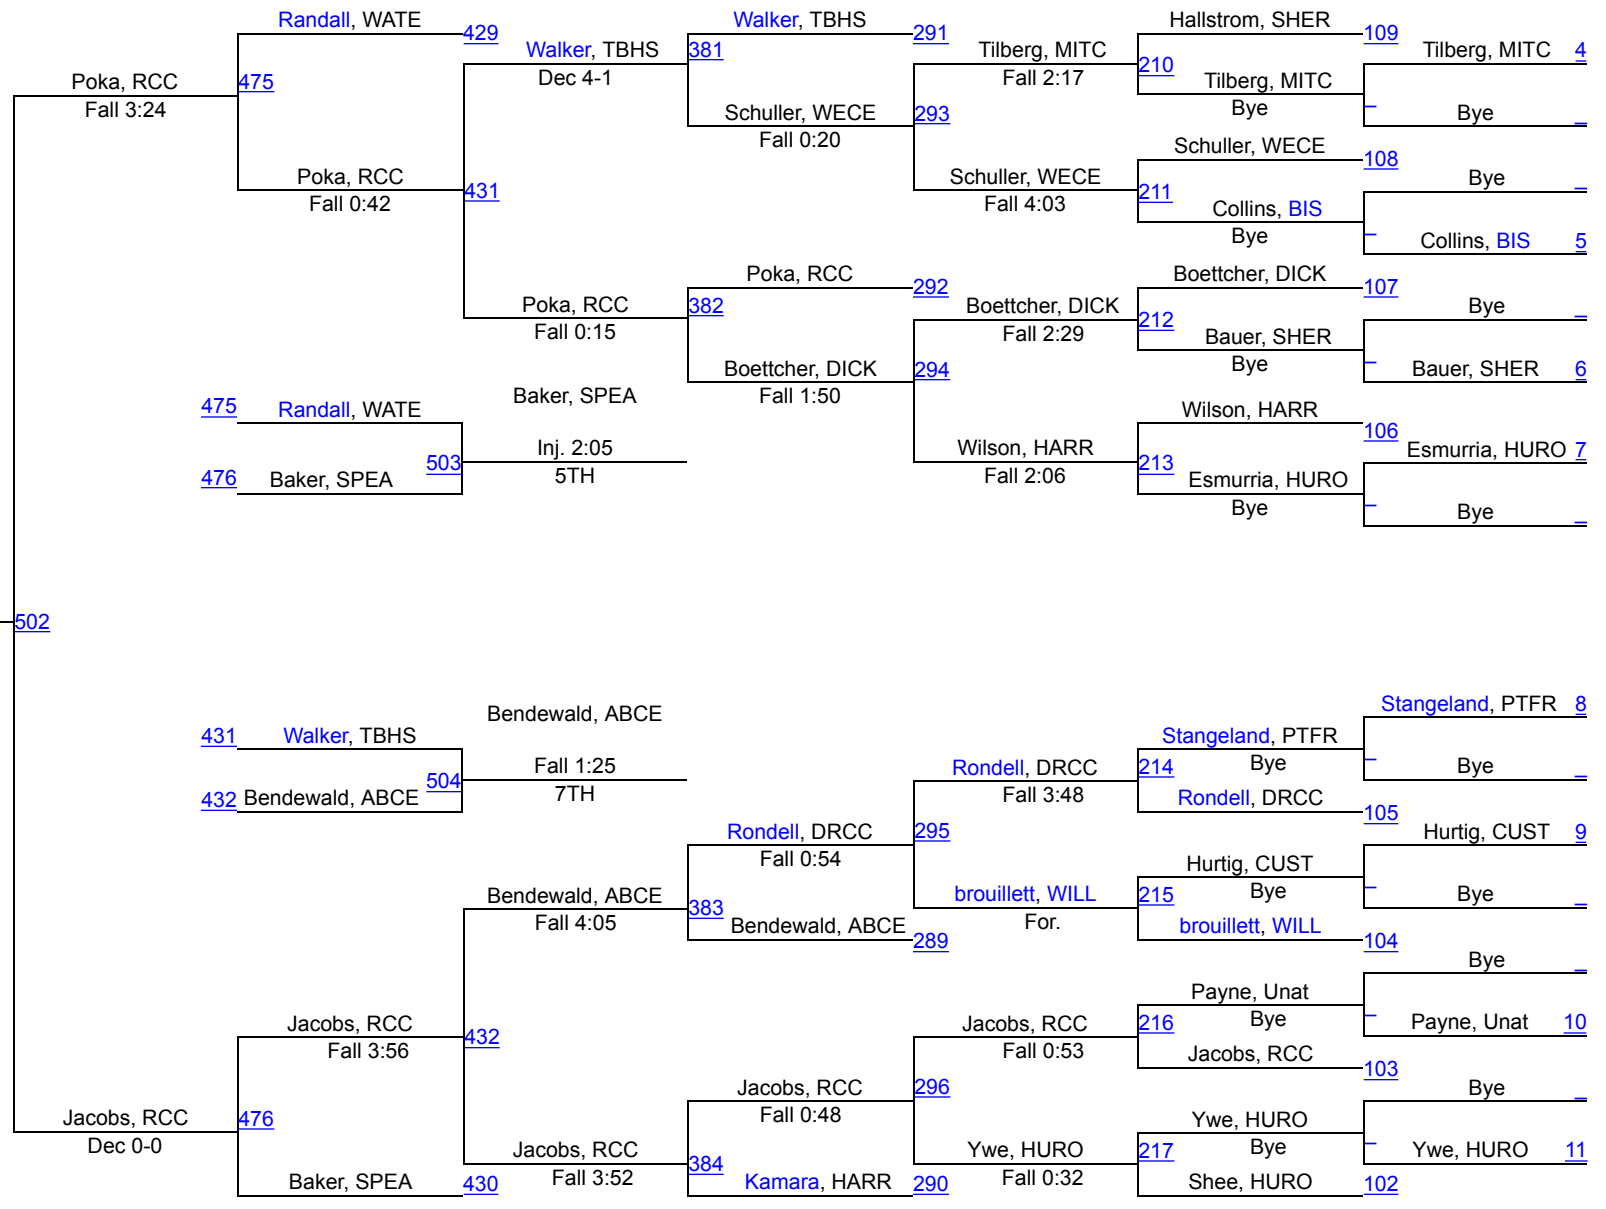 Randall, WATE
429
Walker, TBHS
291
Hallstrom, SHER
109
Walker, TBHS
381
Tilberg, MITC
Tilberg, MITC 4
Dec 4-1
210
Fall 2:17
Poka, RCC
475
Tilberg, MITC
Fall 3:24
Bye
Bye
Schuller, WECE
293
Fall 0:20
Schuller, WECE
108
Poka, RCC
431
Schuller, WECE
211
Bye
Fall 0:42
Fall 4:03
Collins, BIS
Bye
Collins, BIS 5
Poka, RCC
292
Boettcher, DICK
107
Poka, RCC
382
Boettcher, DICK
212
Bye
Fall 0:15
Fall 2:29
Bauer, SHER
Bye
Boettcher, DICK
294
Bauer, SHER 6
Fall 1:50
Baker, SPEA
475
Randall, WATE
Wilson, HARR
106
Inj. 2:05
Wilson, HARR
Esmurria, HURO 7
503
213
476
Baker, SPEA
5TH
Fall 2:06
Esmurria, HURO
Bye
Bye
502
Stangeland, PTFR 8
Bendewald, ABCE
431
Walker, TBHS
Stangeland, PTFR
Fall 1:25
Rondell, DRCC
214
Bye
Bye
504
432
Bendewald, ABCE
7TH
Fall 3:48
Rondell, DRCC
105
Rondell, DRCC
295
Hurtig, CUST 9
Fall 0:54
Hurtig, CUST
Bendewald, ABCE
383
brouillett, WILL
215
Bye
Bye
Fall 4:05
For.
Bendewald, ABCE
289
brouillett, WILL
104
Bye
Payne, Unat
Jacobs, RCC
432
Jacobs, RCC
216
Bye
Payne, Unat 10
Fall 3:56
Fall 0:53
Jacobs, RCC
103
Jacobs, RCC
296
Bye
Fall 0:48
Jacobs, RCC
476
Ywe, HURO
Dec 0-0
Bye
Jacobs, RCC
384
Ywe, HURO
217
Ywe, HURO 11
Fall 3:52
Fall 0:32
Baker, SPEA
430
Kamara, HARR
290
Shee, HURO
102